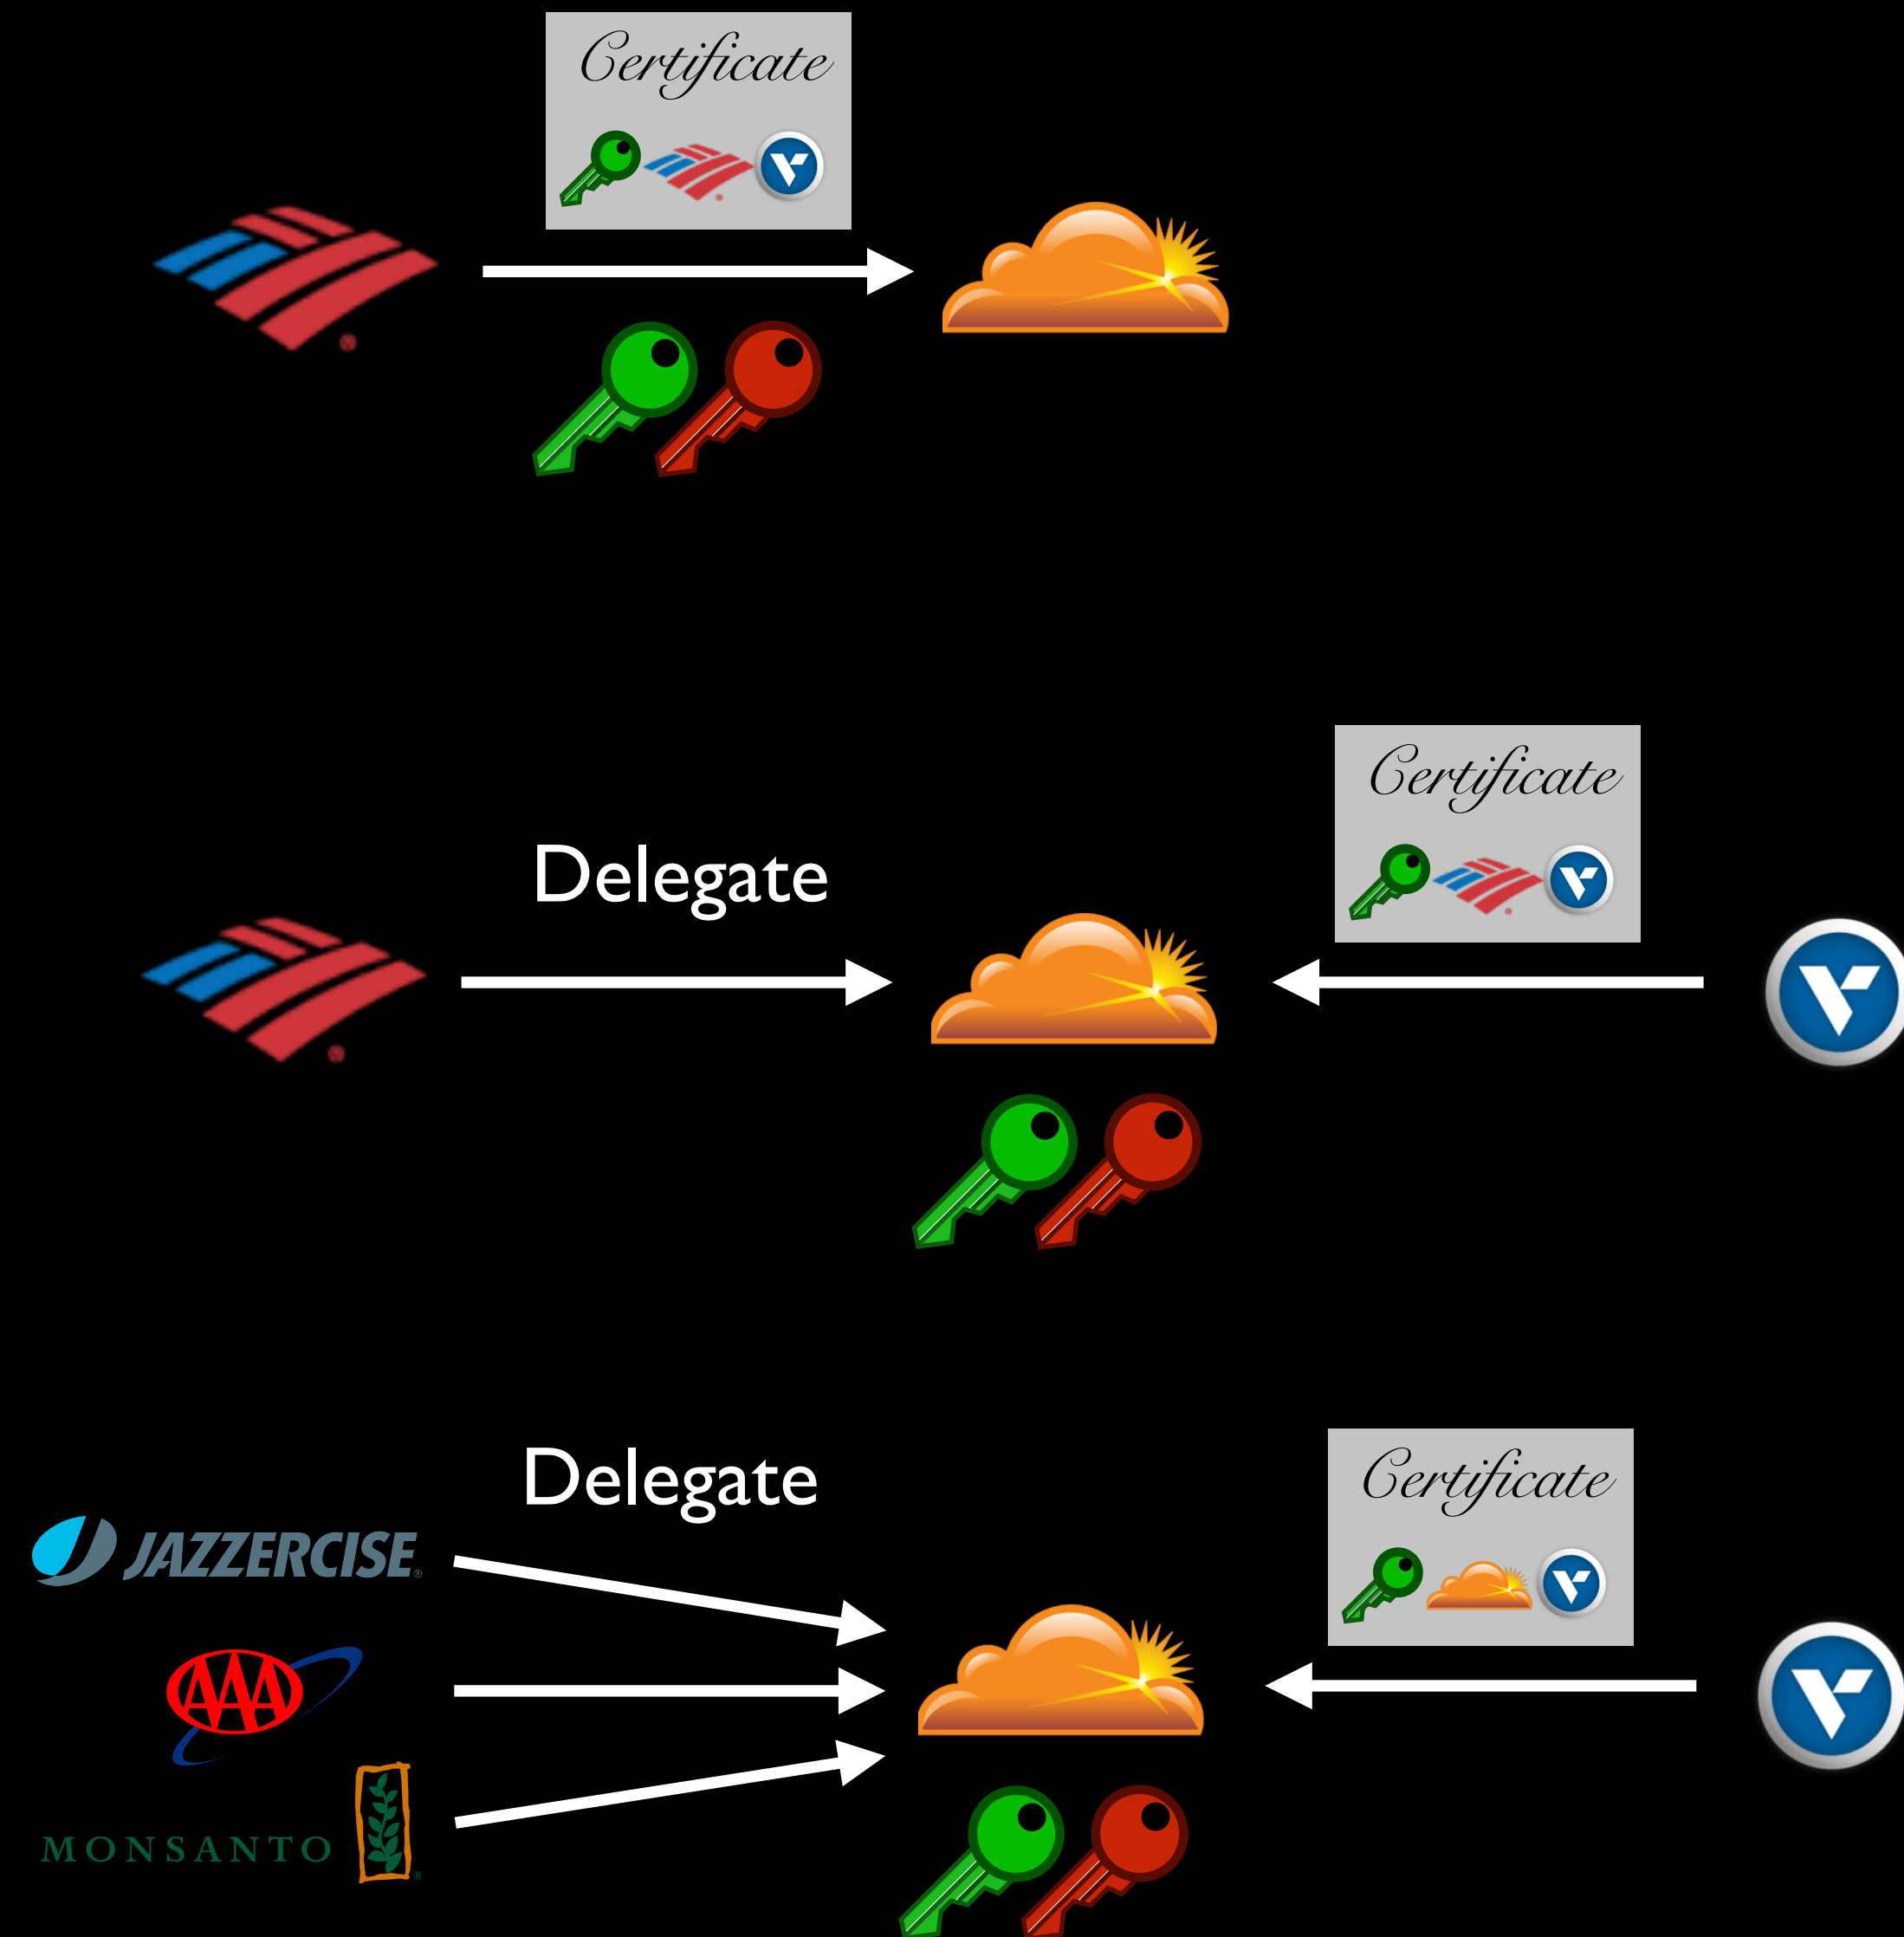 Certificate
Certificate
Delegate
Certificate
Delegate
JAZZERCISE®
AAA
MONSANTO®